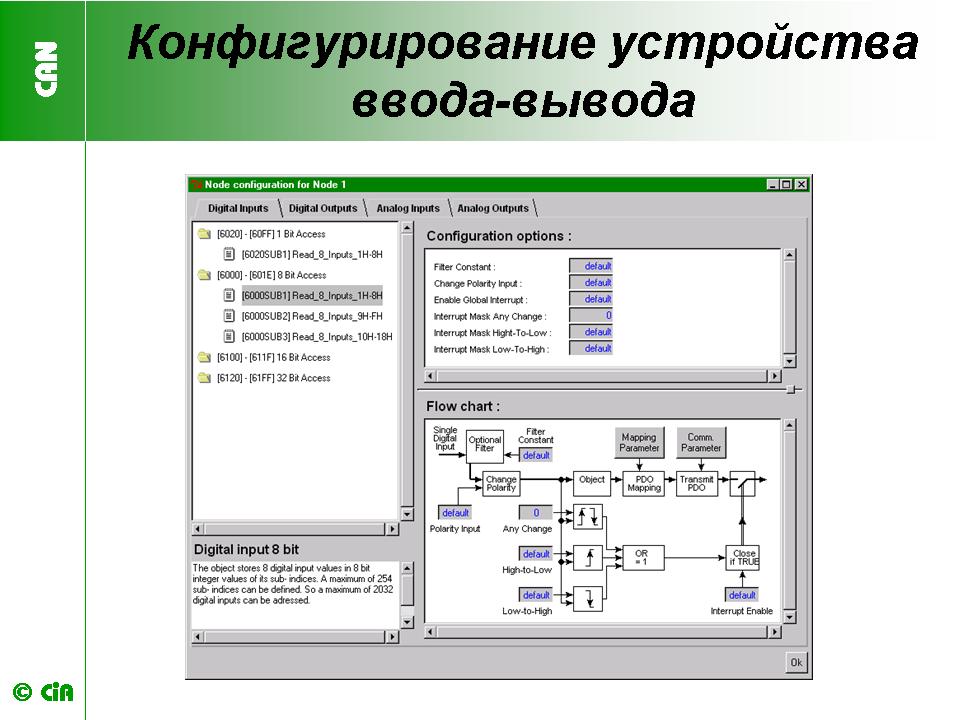 CAN
Конфигурирование устройства
ввода-вывода
Node configuration for Node 1
Digital Inputs
Digital Outputs
Analog Inputs
Analog Outputs
[6020] - [60FF] 1 Bit Access
[6020SUB1] Read_8_Inputs_1H-8H
[6000] - [601E] 8 Bit Access
[6000SUB1] Read_8_Inputs_1H-8H
[6000SUB2] Read_8_Inputs_9H-FH
[6000SUB3] Read_8_Inputs_10H-18H
[6100] - [611F] 16 Bit Access
[6120] - [61FF] 32 Bit Access
Digital input 8 bit
The object stores 8 digital input values in 8 bit
integer values of its sub- indices. A maximum of 254
sub- indices can be defined. So a maximum of 2032
digital inputs can be adressed.
Configuration options :
Filter Constant : default
Change Polarity Input : default
Enable Global Interrupt : default
Interrupt Mask Any Change : 0
Interrupt Mask Hight-To-Low : default
Interrupt Mask Low-To-High : default
Flow chart :
Single
Digital
Input
Optional
Filter
Filter
Constant
default
Mapping
Parameter
Comm.
Parameter
Change
Polarity
Object
PDO
Mapping
Transmit
PDO
default
Polarity Input
0
Any Change
default
High-to-Low
OR
= 1
Close
if TRUE
default
Low-to-High
default
Interrupt Enable
Ok
© CiA